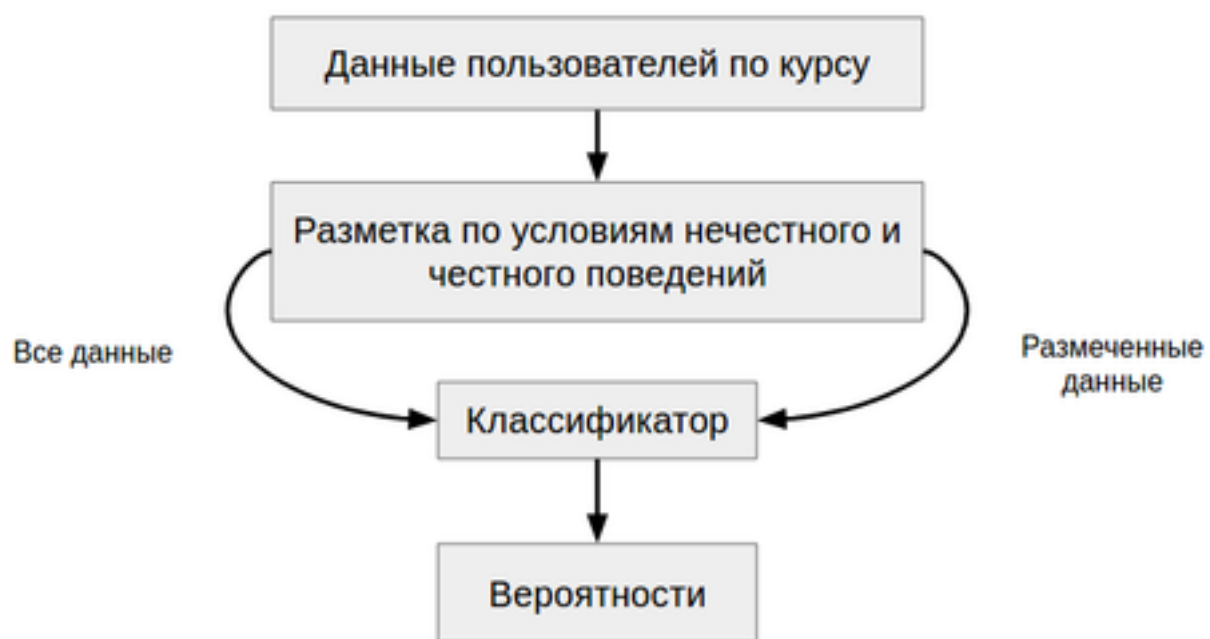 Данные пользователей по курсу
Разметка по условиям нечестного и
честного поведений
Все данные
Размеченные
данные
Классификатор
Вероятности